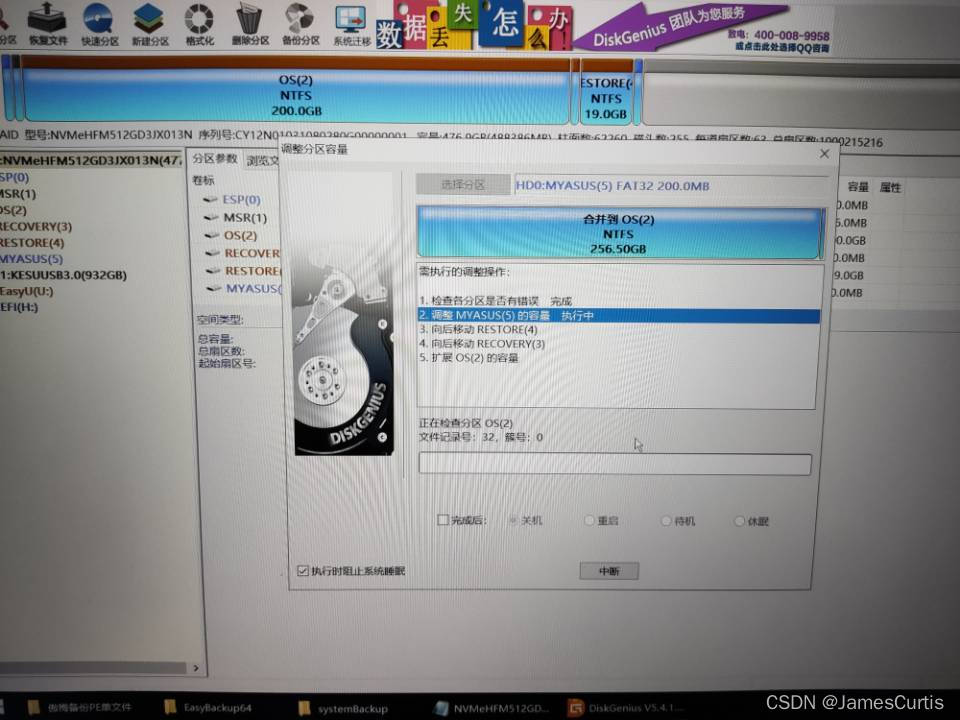 分区 恢复文件 快速分区 新建分区 格式化 删除分区 备份分区 系统迁移
数据丢失怎么办!
DiskGenius 团队为您服务
致电：400-008-9958
或点击此处选择QQ咨询
OS(2)
NTFS
200.0GB
ESTORE(4
NTFS
19.0GB
AID 型号:NVMeHFM512GD3JX013N 容量:476.9GB(488386MB) 柱面数:62260 磁头数:255 每道扇区数:63 总扇区数:1000215216
:NVMeHFM512GD3JX013N(477
SP(0)
MSR(1)
OS(2)
RECOVERY(3)
RESTORE(4)
MYASUS(5)
1:KESUUSB3.0(932GB)
EasyU(U:)
EFI(H:)
分区参数 浏览文
卷标
ESP(0)
MSR(1)
OS(2)
RECOVER
RESTORE(
MYASUS(
空间类型:
总容量:
总扇区数:
起始扇区号:
容量 属性
0.0MB
6.0MB
0.0GB
0.0MB
9.0GB
0.0MB
调整分区容量
选择分区 HD0:MYASUS(5) FAT32 200.0MB
合并到 OS(2)
NTFS
256.50GB
需执行的调整操作:
1. 检查各分区是否有错误 完成
2. 调整 MYASUS(5) 的容量 执行中
3. 向后移动 RESTORE(4)
4. 向后移动 RECOVERY(3)
5. 扩展 OS(2) 的容量
DISKGENIUS
正在检查分区 OS(2)
文件记录号: 32, 簇号: 0
完成后: 关机 重启 待机 休眠
执行时阻止系统睡眠
中断
傲梅备份PE单文件 EasyBackup64 systemBackup NVMeHFM512GD... DiskGenius V5.4.1...
CSDN @JamesCurtis